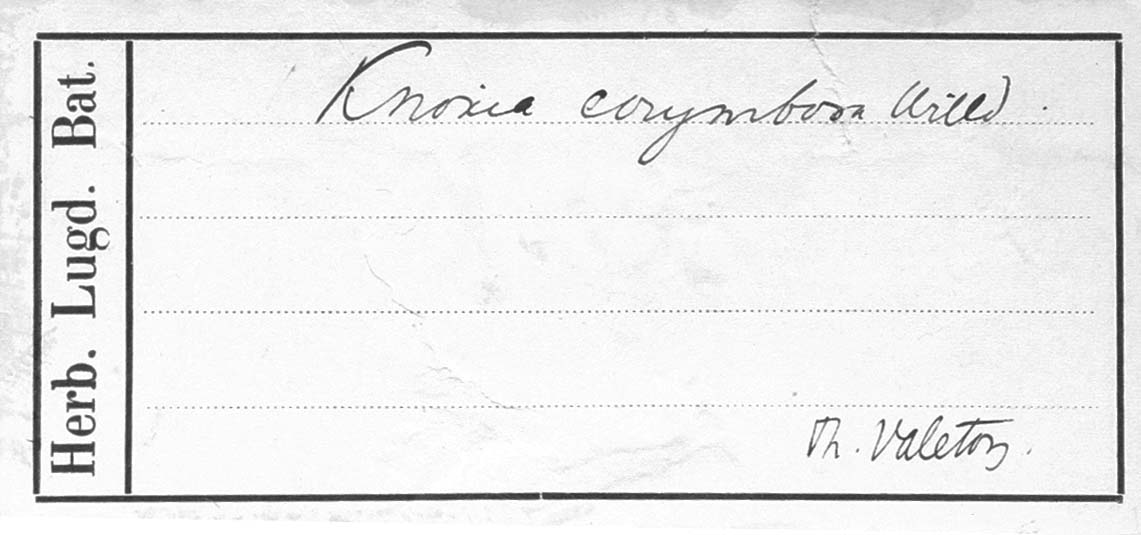 Herb. Lugd. Bat.
Knoxia corymbosa Willd.
Th. Valeton.